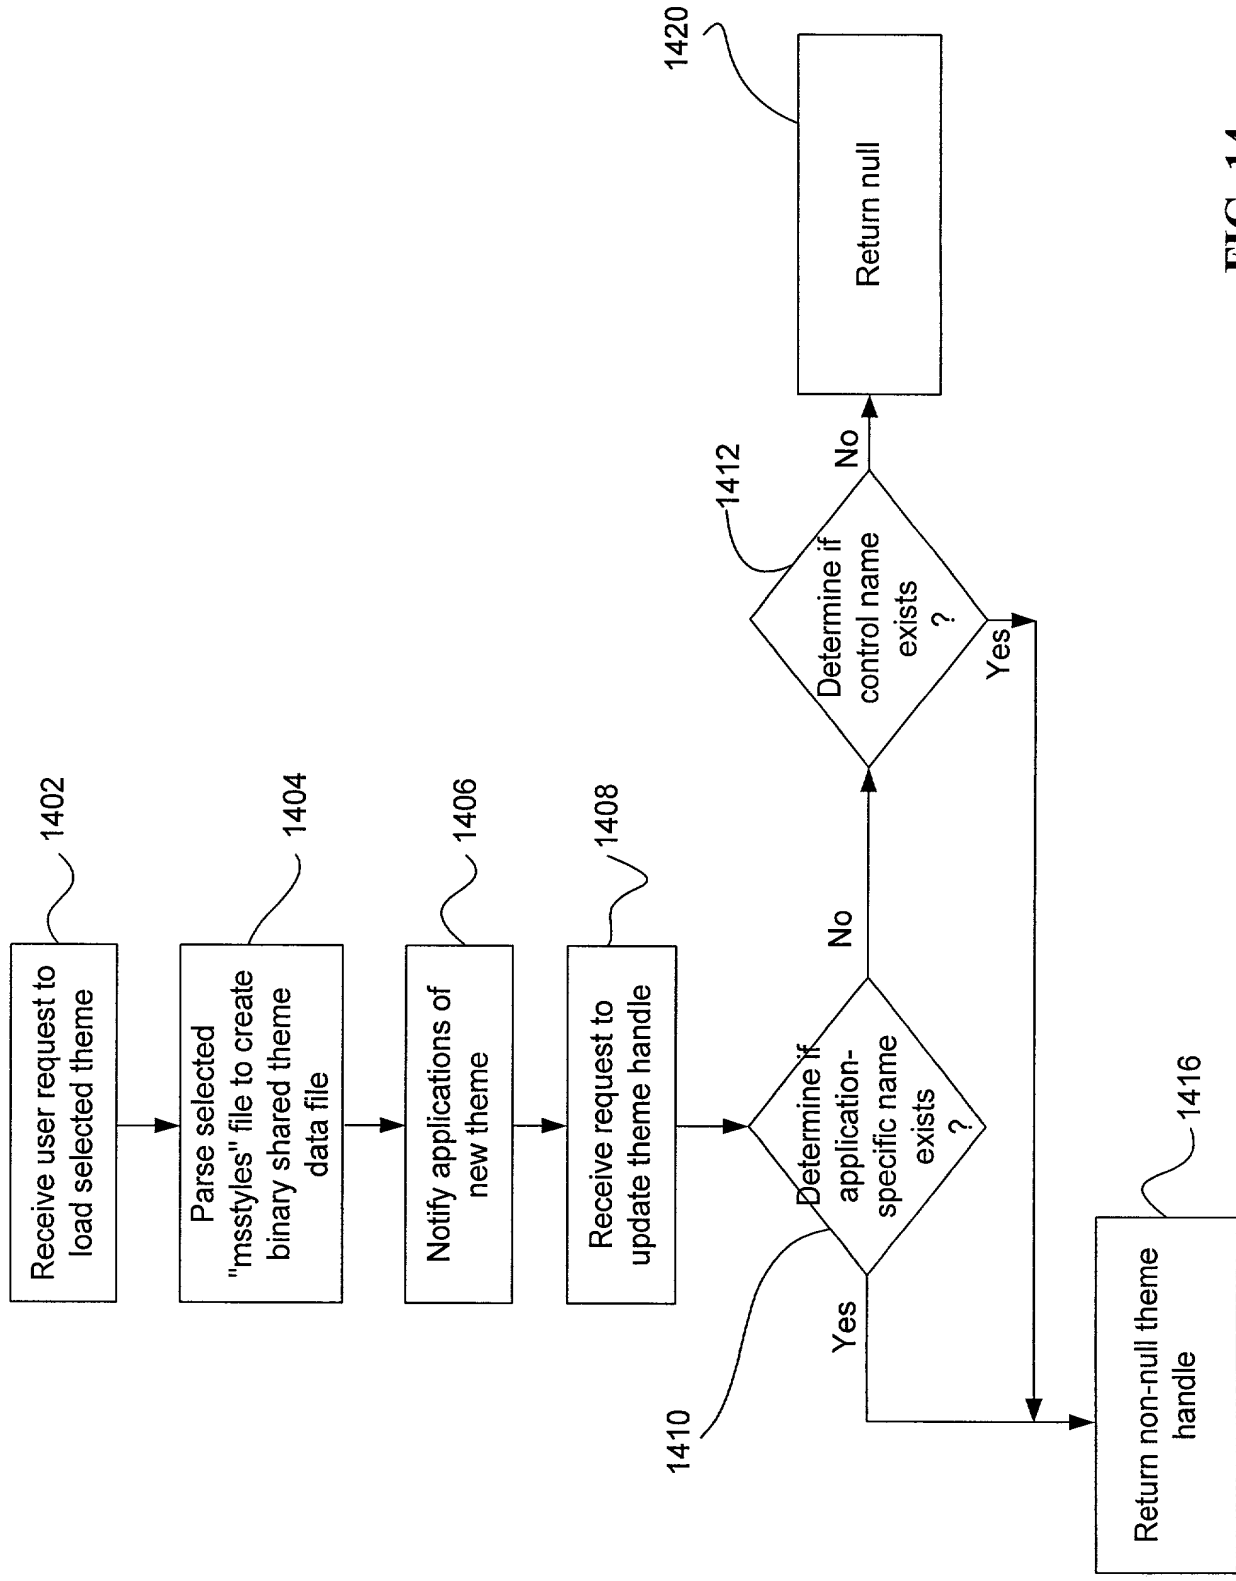 Receive user request to
load selected theme
1402
Parse selected
"msstyles" file to create
binary shared theme
data file
1404
Notify applications of
new theme
1406
Receive request to
update theme handle
1408
Determine if
application-
specific name
exists
?
1410
Yes
No
Determine if
control name
exists
?
1412
No
Yes
Return null
1420
Return non-null theme
handle
1416
FIG. 14